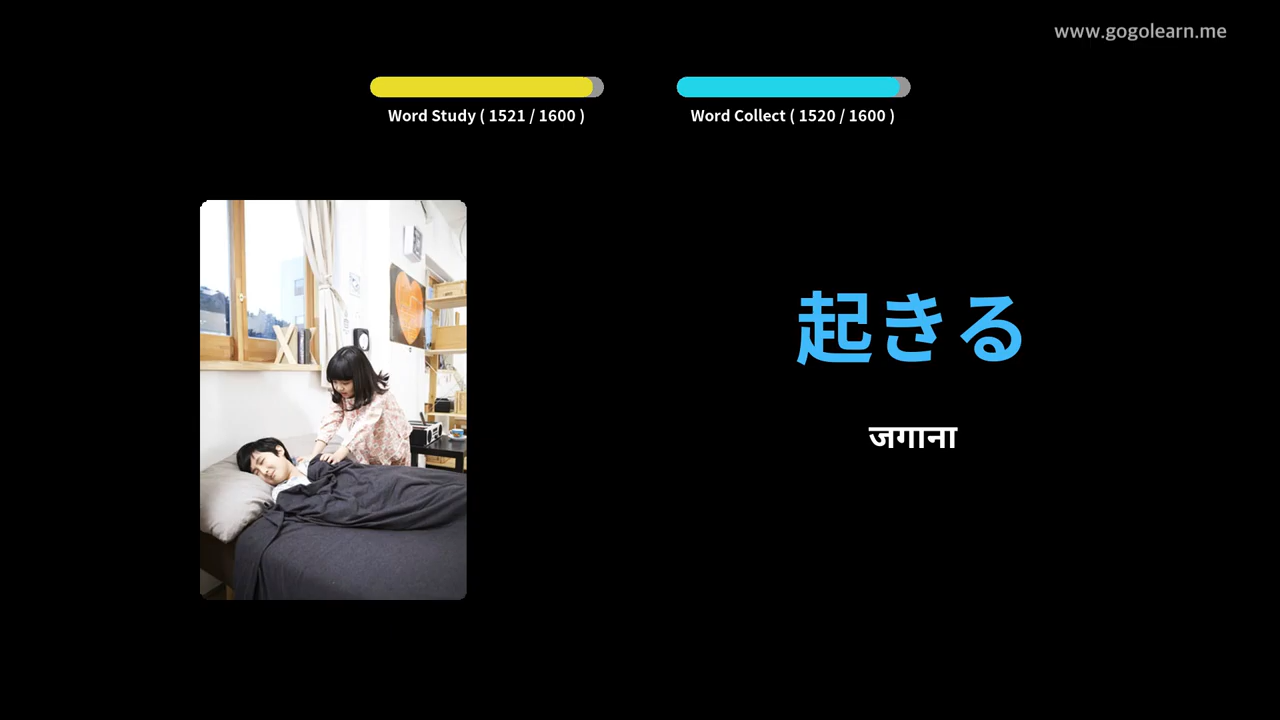 www.gogolearn.me
Word Study ( 1521 / 1600 )
Word Collect ( 1520 / 1600 )
起きる
जगाना